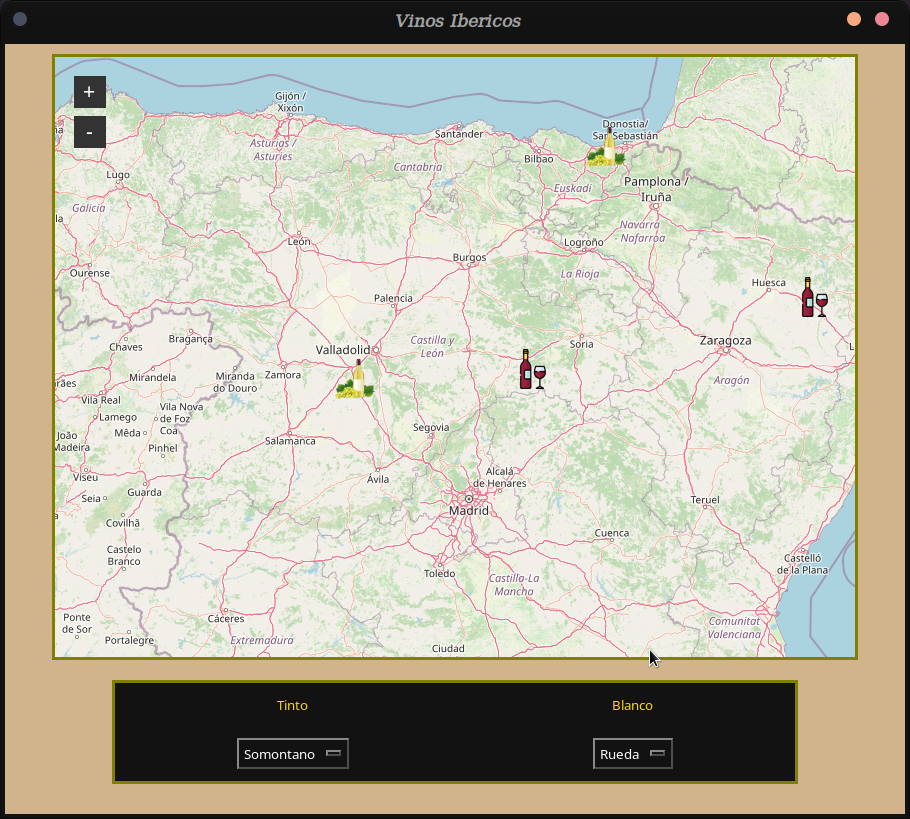 Vinos Ibericos
+
-
Gijón /
Xixón
Santander
Donostia/
San Sebastián
Bilbao
Asturias /
Asturies
Cantabria
Lugo
Euskadi
Pamplona /
Iruña
Galicia
Navarra
- Nafarroa
León
Logroño
Burgos
Ourense
La Rioja
Huesca
Palencia
Bragança
Chaves
Valladolid
Castilla y
León
Soria
Zaragoza
Mirandela
Miranda
do Douro
Zamora
Aragón
Vila Real
Lamego
Vila Nova
de Foz
Coa
Mêda
João
Madeira
Pinhel
Salamanca
Segovia
Viseu
Guarda
Seia
Ávila
Alcalá
de Henares
Teruel
Madrid
Covilhã
Cuenca
Castelo
Branco
Castelló
de la Plana
Toledo
Castilla-La
Mancha
Ponte
de Sor
Cáceres
Comunitat
Valenciana
Portalegre
Extremadura
Ciudad
Tinto
Blanco
Somontano
Rueda